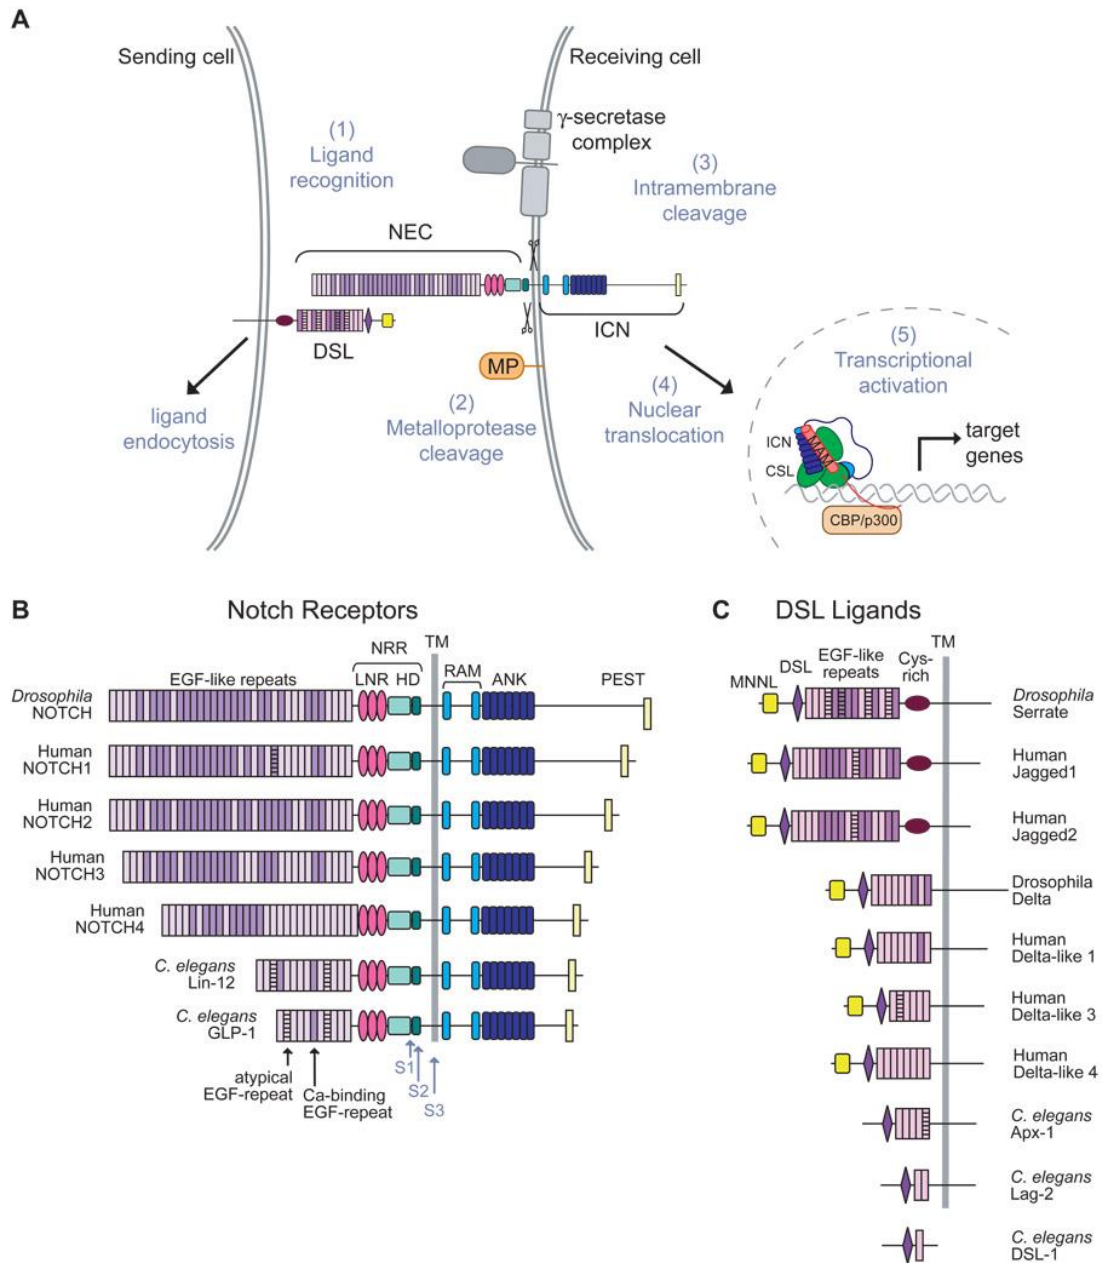 A
Sending cell
Receiving cell
γ-secretase
complex
(1)
Ligand
recognition
(3)
Intramembrane
cleavage
NEC
DSL
ICN
MP
ligand
endocytosis
(2)
Metalloprotease
cleavage
(4)
Nuclear
translocation
(5)
Transcriptional
activation
ICN
CSL
target
genes
CBP/p300
B
Notch Receptors
TM
NRR
EGF-like repeats
LNR
HD
RAM
ANK
PEST
Drosophila
NOTCH
Human
NOTCH1
Human
NOTCH2
Human
NOTCH3
Human
NOTCH4
C. elegans
Lin-12
C. elegans
GLP-1
atypical
EGF-repeat
Ca-binding
EGF-repeat
S1
S2
S3
C
DSL Ligands
TM
MNNL
DSL
EGF-like
repeats
Cys-
rich
Drosophila
Serrate
Human
Jagged1
Human
Jagged2
Drosophila
Delta
Human
Delta-like 1
Human
Delta-like 3
Human
Delta-like 4
C. elegans
Apx-1
C. elegans
Lag-2
C. elegans
DSL-1